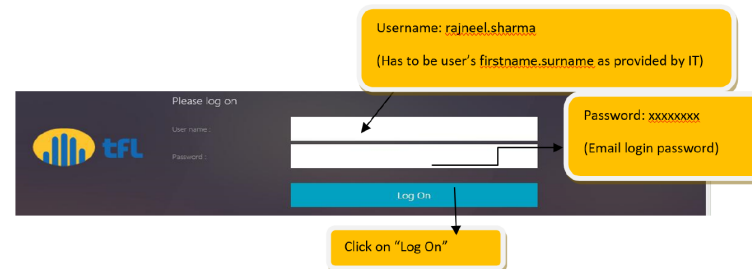 Username: rajneel.sharma
(Has to be user's firstname.surname as provided by IT)
Please log on
User name :
Password :
tfL
Password: xxxxxxxx
(Email login password)
Log On
Click on "Log On"